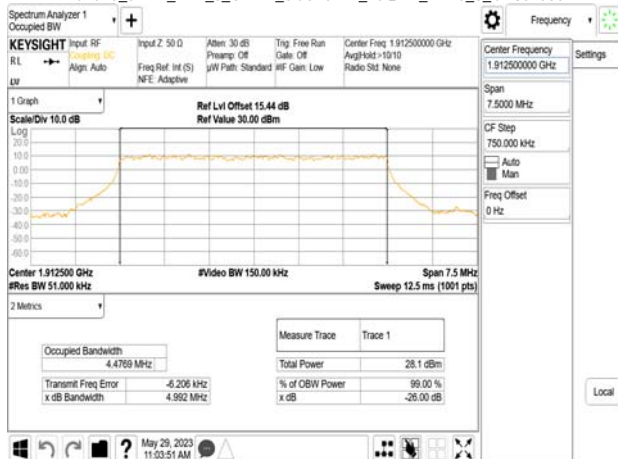 Spectrum Analyzer 1
Occupied BW
Frequency
KEYSIGHT
RL
Input: RF
Coupling: DC
Align: Auto
Input Z: 50 Ω
Freq Ref: Int (S)
NFE: Adaptive
Atten: 30 dB
Preamp: Off
µW Path: Standard
Trig: Free Run
Gate: Off
#IF Gain: Low
Center Freq: 1.912500000 GHz
Avg|Hold:>10/10
Radio Std: None
Center Frequency
1.912500000 GHz
Settings
Span
7.5000 MHz
CF Step
750.000 kHz
Auto
Man
Freq Offset
0 Hz
Local
1 Graph
Scale/Div 10.0 dB
Ref Lvl Offset 15.44 dB
Ref Value 30.00 dBm
Log
20.0
10.0
0.00
-10.0
-20.0
-30.0
-40.0
-50.0
-60.0
Center 1.912500 GHz
#Video BW 150.00 kHz
Span 7.5 MHz
#Res BW 51.000 kHz
Sweep 12.5 ms (1001 pts)
2 Metrics
Measure Trace
Trace 1
Occupied Bandwidth
4.4769 MHz
Total Power
28.1 dBm
Transmit Freq Error
-6.206 kHz
% of OBW Power
99.00 %
x dB Bandwidth
4.992 MHz
x dB
-26.00 dB
May 29, 2023
11:03:51 AM